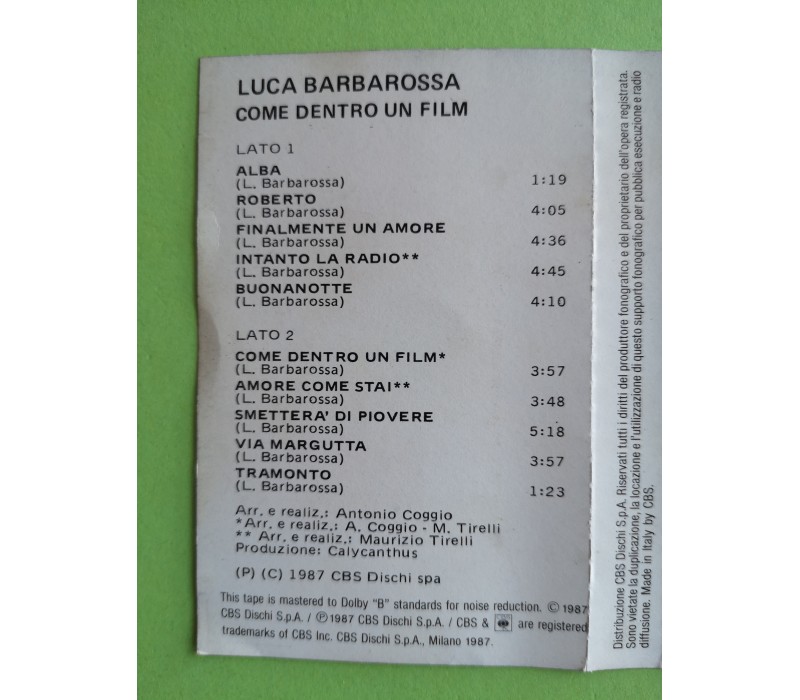 LUCA BARBAROSSA
COME DENTRO UN FILM
LATO 1
ALBA
(L. Barbarossa) 1:19
ROBERTO
(L. Barbarossa) 4:05
FINALMENTE UN AMORE
(L. Barbarossa) 4:36
INTANTO LA RADIO**
(L. Barbarossa) 4:45
BUONANOTTE
(L. Barbarossa) 4:10
LATO 2
COME DENTRO UN FILM*
(L. Barbarossa) 3:57
AMORE COME STAI**
(L. Barbarossa) 3:48
SMETTERA' DI PIOVERE
(L. Barbarossa) 5:18
VIA MARGUTTA
(L. Barbarossa) 3:57
TRAMONTO
(L. Barbarossa) 1:23
Arr. e realiz.: Antonio Coggio
*Arr. e realiz.: A. Coggio - M. Tirelli
** Arr. e realiz.: Maurizio Tirelli
Produzione: Calycanthus
(P) (C) 1987 CBS Dischi spa
This tape is mastered to Dolby "B" standards for noise reduction. © 1987
CBS Dischi S.p.A. / ℗ 1987 CBS Dischi S.p.A. / CBS & are registered
trademarks of CBS Inc. CBS Dischi S.p.A., Milano 1987.
Distribuzione CBS Dischi S.p.A. Riservati tutti i diritti del produttore fonografico e del proprietario dell'opera registrata.
Sono vietate la duplicazione, la locazione e l'utilizzazione di questo supporto fonografico per pubblica esecuzione e radio
diffusione. Made in Italy by CBS.